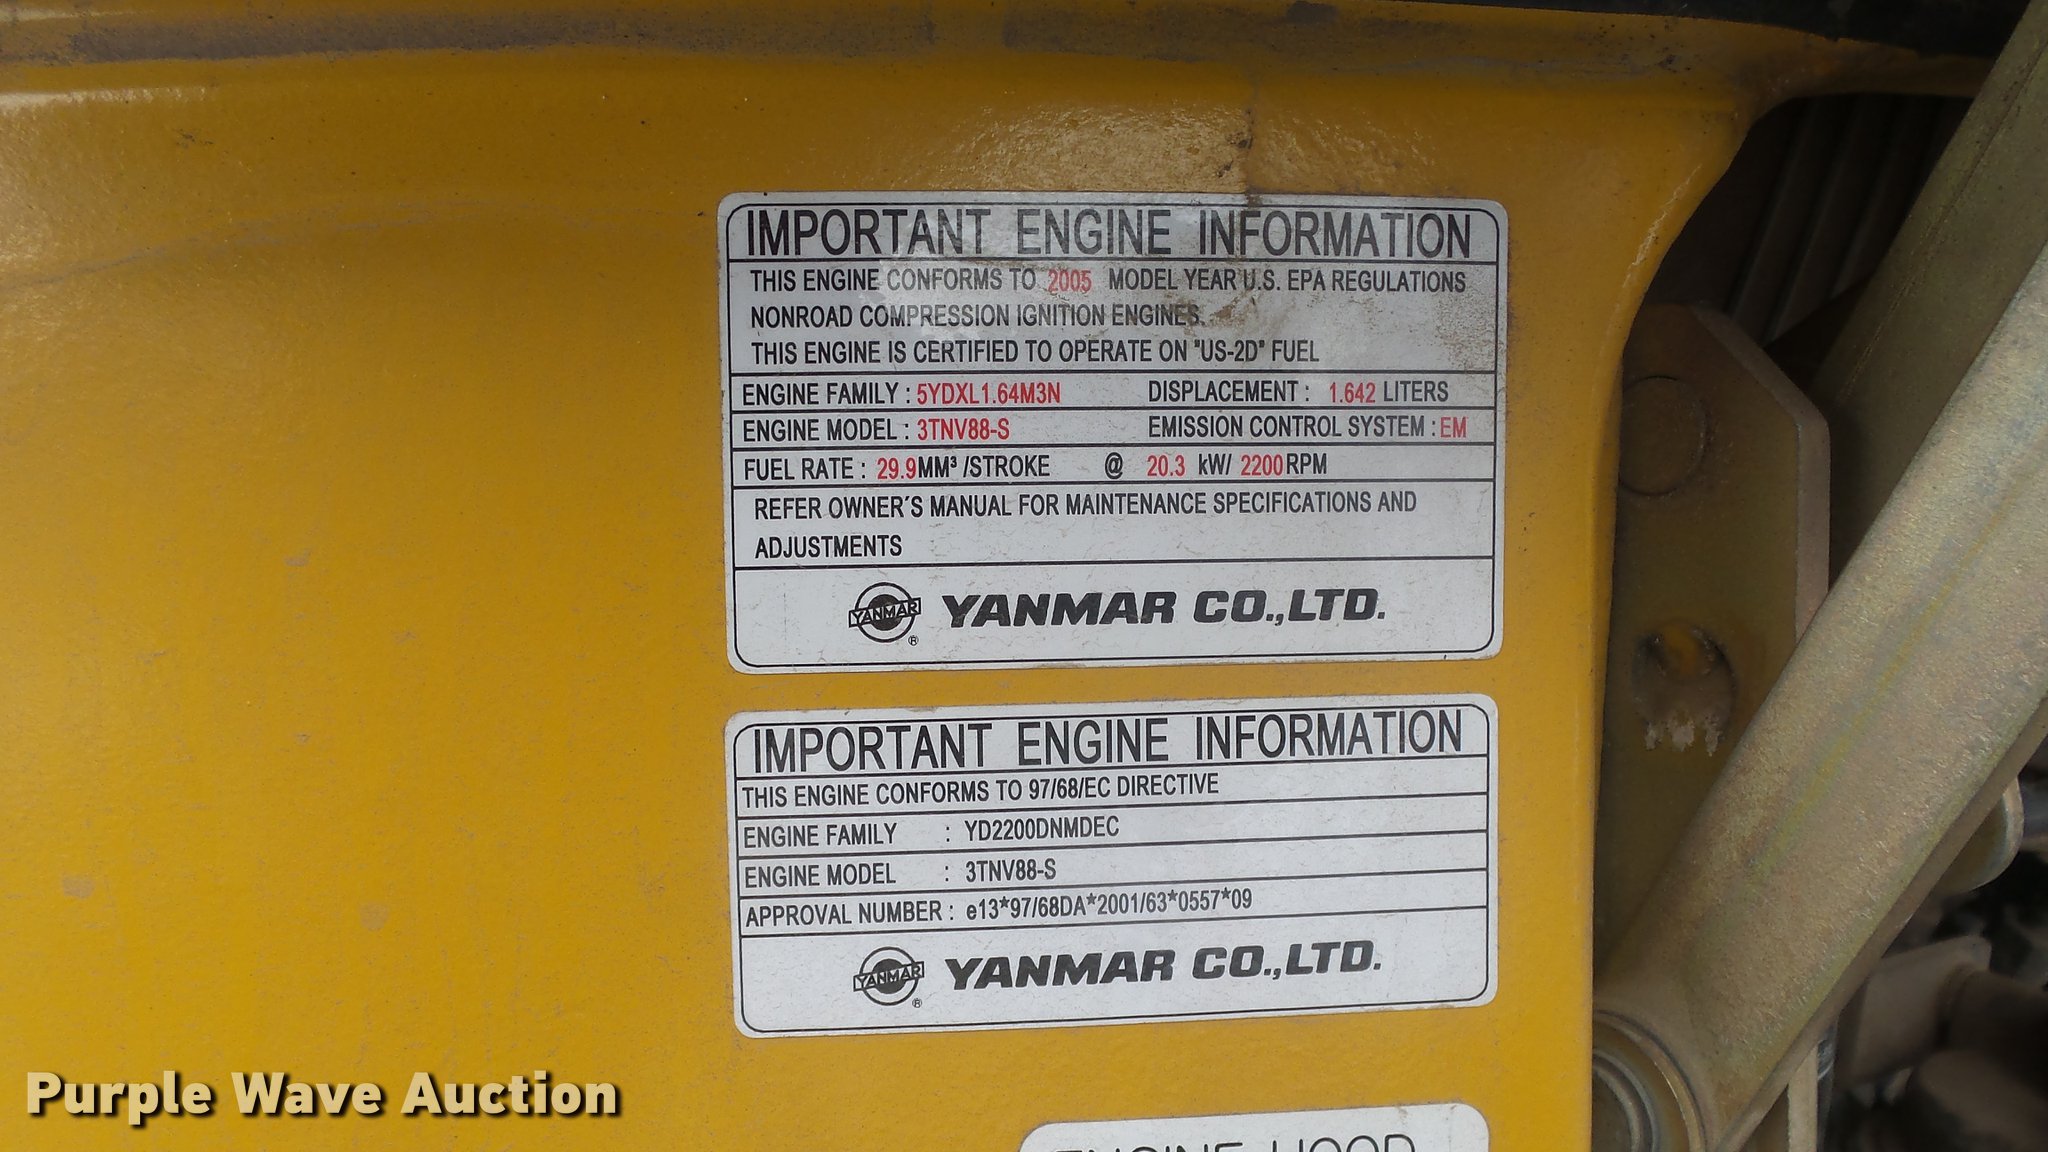 IMPORTANT ENGINE INFORMATION
THIS ENGINE CONFORMS TO 2005 MODEL YEAR U.S. EPA REGULATIONS
NONROAD COMPRESSION IGNITION ENGINES.
THIS ENGINE IS CERTIFIED TO OPERATE ON "US-2D" FUEL
ENGINE FAMILY : 5YDXL1.64M3N DISPLACEMENT : 1.642 LITERS
ENGINE MODEL : 3TNV88-S EMISSION CONTROL SYSTEM : EM
FUEL RATE : 29.9MM³ /STROKE @ 20.3 kW/ 2200RPM
REFER OWNER'S MANUAL FOR MAINTENANCE SPECIFICATIONS AND
ADJUSTMENTS
YANMAR ® YANMAR CO.,LTD.
IMPORTANT ENGINE INFORMATION
THIS ENGINE CONFORMS TO 97/68/EC DIRECTIVE
ENGINE FAMILY : YD2200DNMDEC
ENGINE MODEL : 3TNV88-S
APPROVAL NUMBER : e13*97/68DA*2001/63*0557*09
YANMAR ® YANMAR CO.,LTD.
Purple Wave Auction
ENGINE HOOD